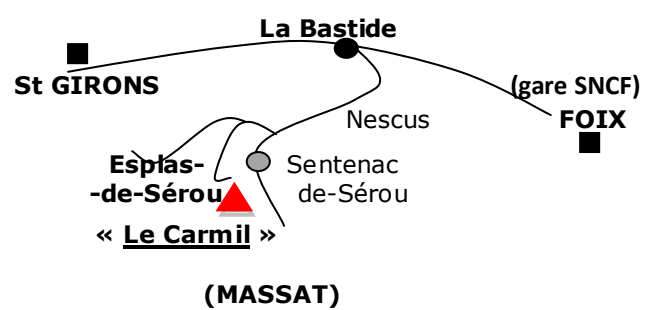 La Bastide
St GIRONS
(gare SNCF)
FOIX
Nescus
Esplas-
-de-Sérou
Sentenac
de-Sérou
« Le Carmil »
(MASSAT)